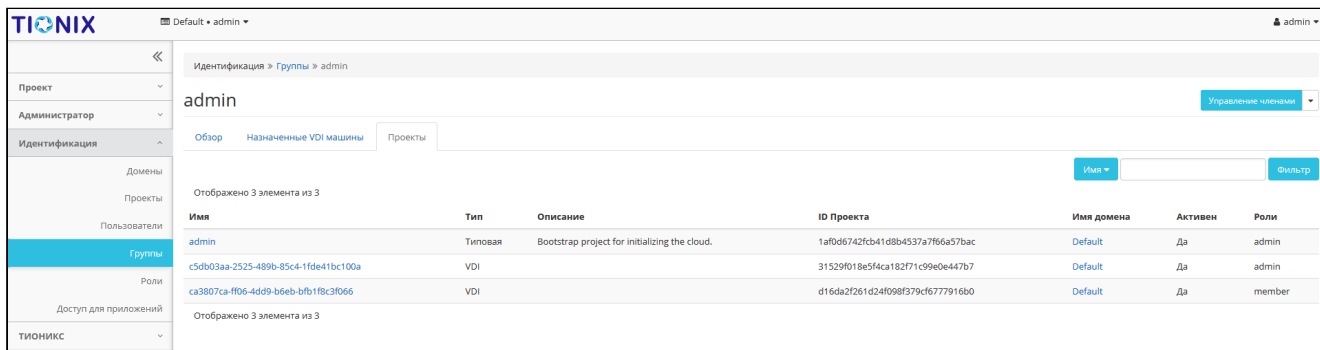 TIONIX
Default • admin
admin
Идентификация » Группы » admin
Проект
Администратор
Идентификация
Домены
Проекты
Пользователи
Группы
Роли
Доступ для приложений
ТИОНИКС
admin
Управление членами
Обзор Назначенные VDI машины Проекты
Имя Фильтр
Отображено 3 элемента из 3
Имя Тип Описание ID Проекта Имя домена Активен Роли
admin Типовая Bootstrap project for initializing the cloud. 1af0d6742fcb41d8b4537a7f66a57bac Default Да admin
c5db03aa-2525-489b-85c4-1fde41bc100a VDI 31529f018e5f4ca182f71c99e0e447b7 Default Да admin
ca3807ca-ff06-4dd9-b6eb-bfb1f8c3f066 VDI d16da2f261d24f098f379cf6777916b0 Default Да member
Отображено 3 элемента из 3